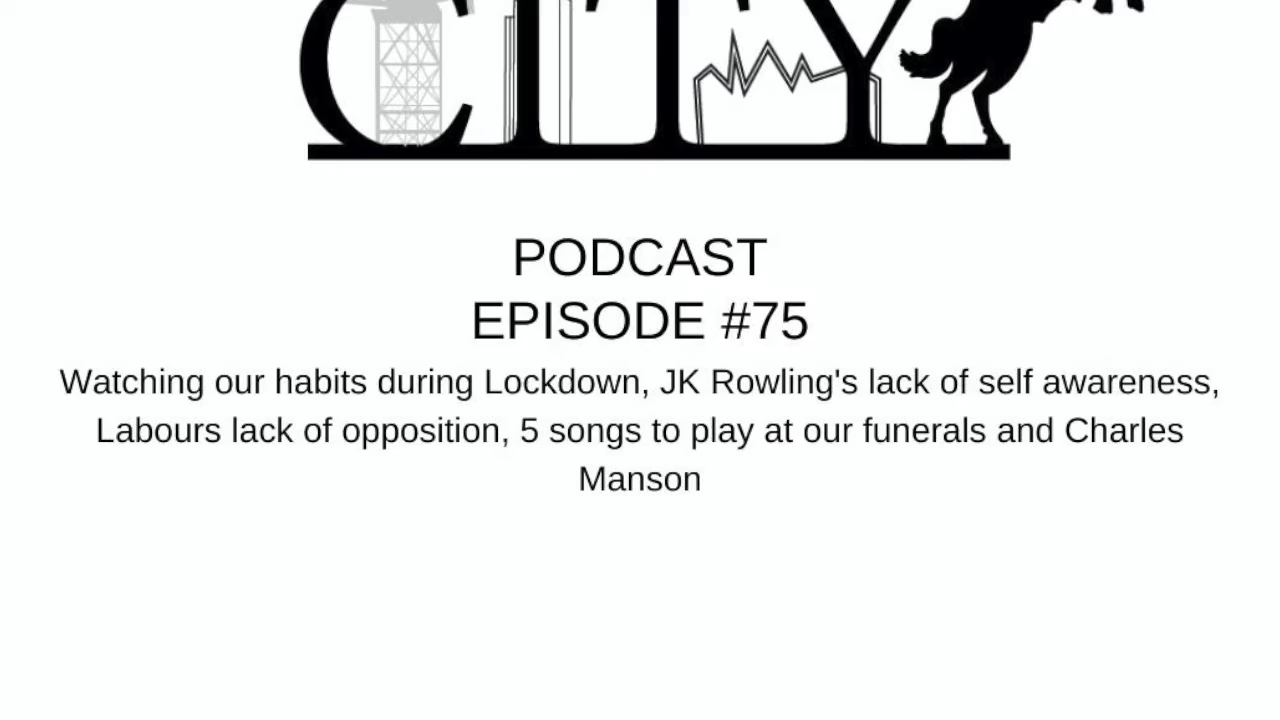 CITY
PODCAST
EPISODE #75
Watching our habits during Lockdown, JK Rowling's lack of self awareness,
Labours lack of opposition, 5 songs to play at our funerals and Charles
Manson